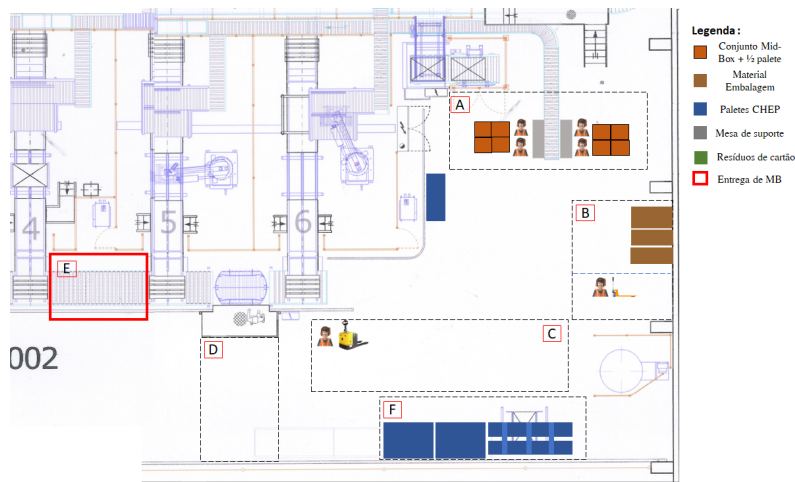 Legenda :
Conjunto Mid-
Box + ½ palete
Material
Embalagem
Paletes CHEP
Mesa de suporte
Resíduos de cartão
Entrega de MB
A
B
E
4
5
6
D
C
002
F